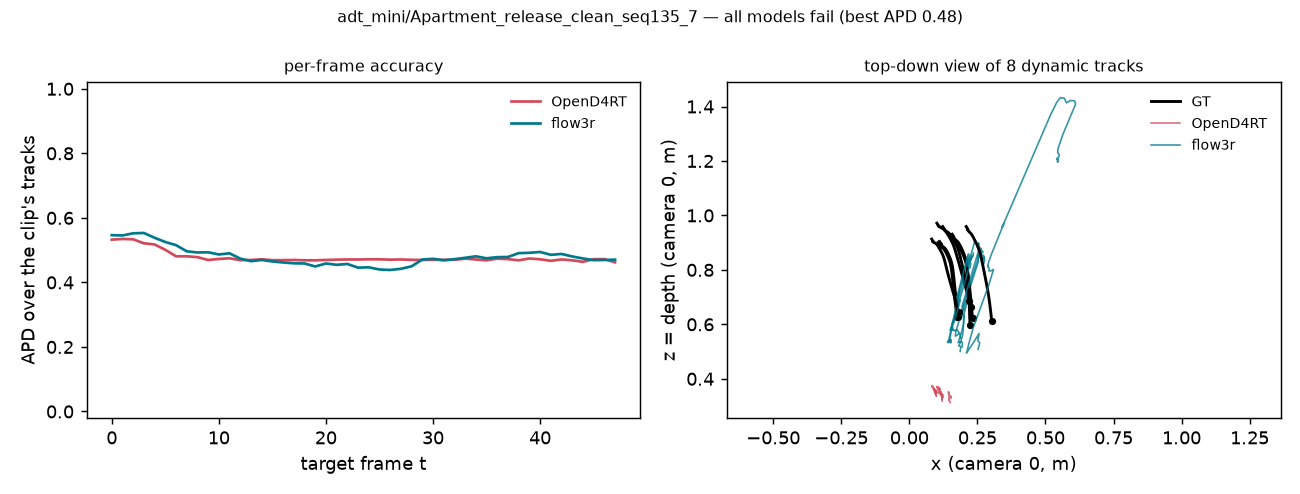 adt_mini/Apartment_release_clean_seq135_7 — all models fail (best APD 0.48)
per-frame accuracy
APD over the clip's tracks
1.0
0.8
0.6
0.4
0.2
0.0
OpenD4RT
flow3r
0
10
20
30
40
target frame t
top-down view of 8 dynamic tracks
z = depth (camera 0, m)
1.4
1.2
1.0
0.8
0.6
0.4
GT
OpenD4RT
flow3r
−0.50
−0.25
0.00
0.25
0.50
0.75
1.00
1.25
x (camera 0, m)